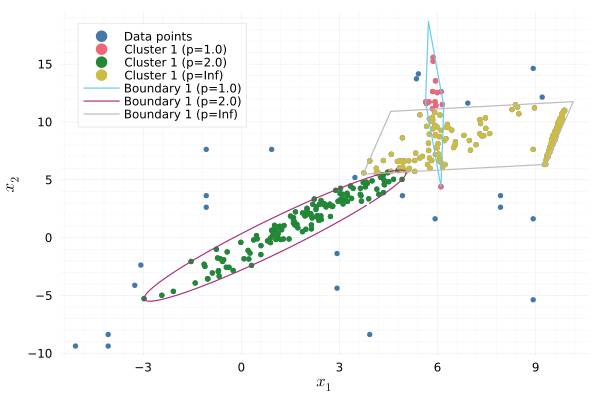 Data points
Cluster 1 (p=1.0)
Cluster 1 (p=2.0)
Cluster 1 (p=Inf)
Boundary 1 (p=1.0)
Boundary 1 (p=2.0)
Boundary 1 (p=Inf)
15
10
5
0
−5
−10
x₂
−3
0
3
6
9
x₁